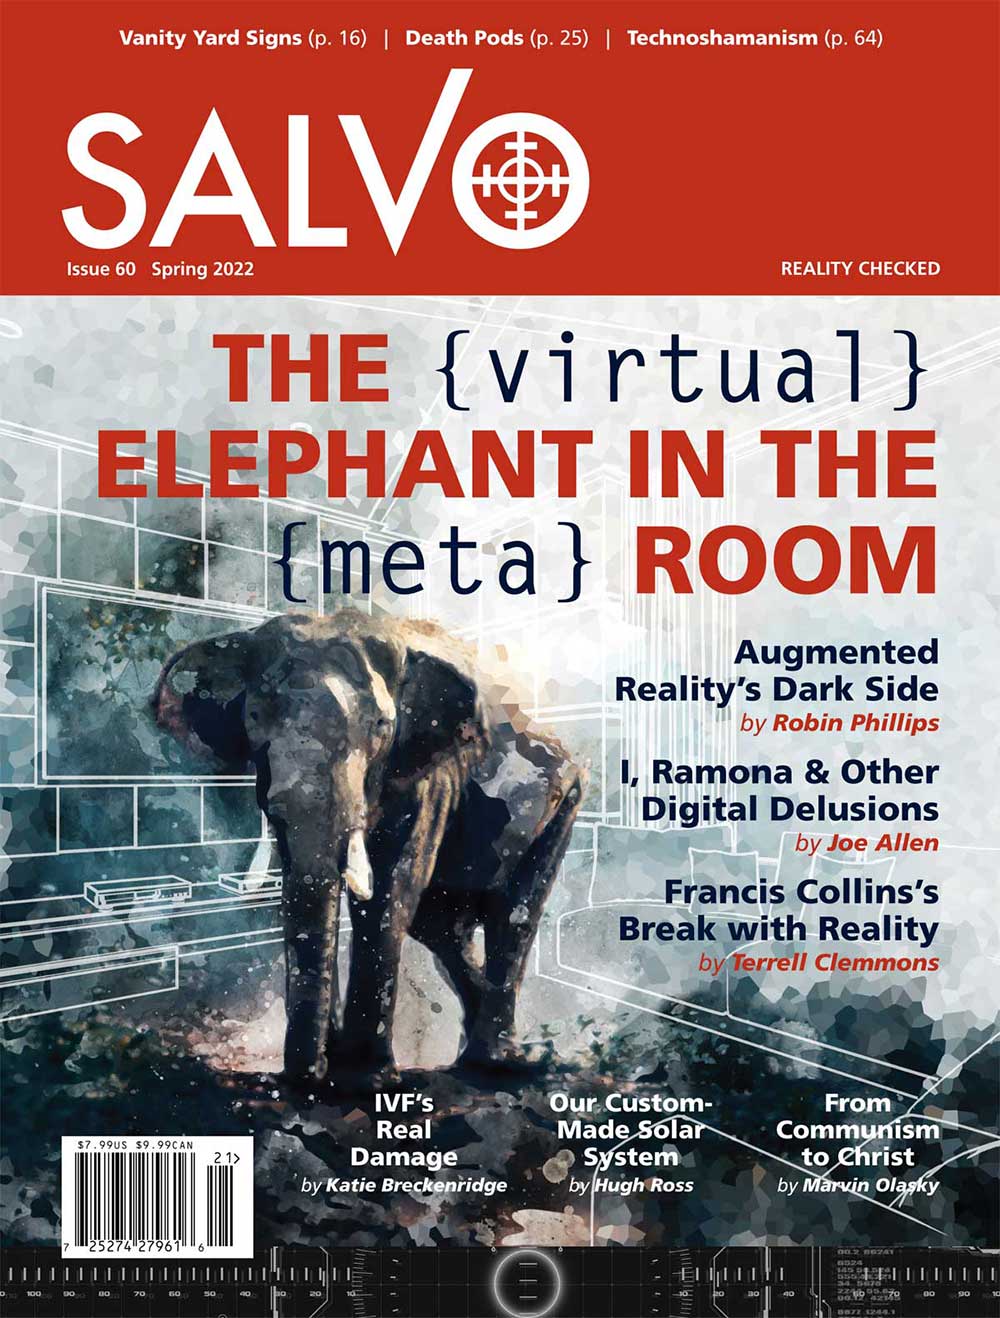 Vanity Yard Signs (p. 16) | Death Pods (p. 25) | Technoshamanism (p. 64)
SALVO
Issue 60 Spring 2022
REALITY CHECKED
THE {virtual}
ELEPHANT IN THE
{meta} ROOM
Augmented
Reality's Dark Side
by Robin Phillips
I, Ramona & Other
Digital Delusions
by Joe Allen
Francis Collins's
Break with Reality
by Terrell Clemmons
IVF's
Real
Damage
by Katie Breckenridge
Our Custom-
Made Solar
System
by Hugh Ross
From
Communism
to Christ
by Marvin Olasky
$7.99US $9.99CAN
21>
7 25274 27961 6